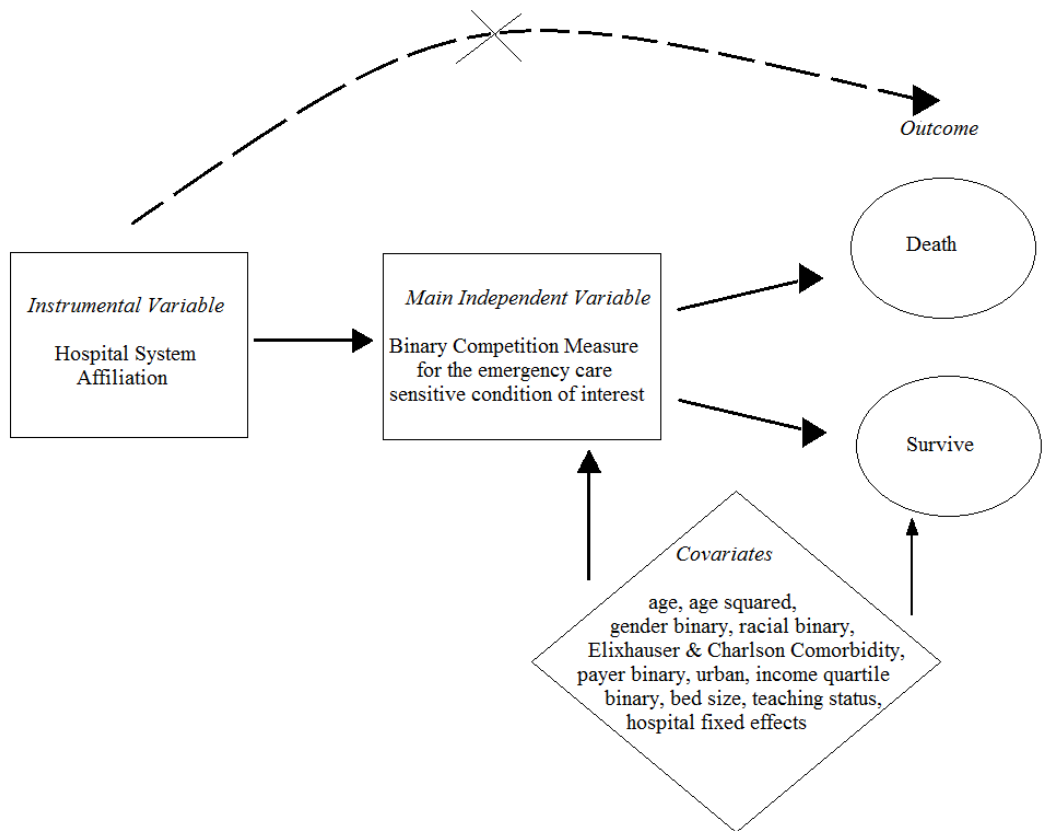 Outcome
Death
Instrumental Variable
Hospital System
Affiliation
Main Independent Variable
Binary Competition Measure
for the emergency care
sensitive condition of interest
Survive
Covariates
age, age squared,
gender binary, racial binary,
Elixhauser & Charlson Comorbidity,
payer binary, urban, income quartile
binary, bed size, teaching status,
hospital fixed effects